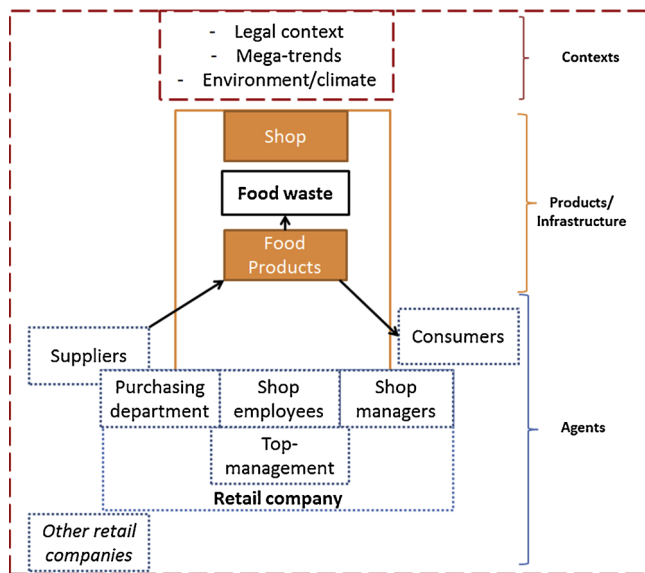 - Legal context
- Mega-trends
- Environment/climate
Contexts
Shop
Food waste
Products/
Infrastructure
Food
Products
Suppliers
Consumers
Purchasing
department
Shop
employees
Shop
managers
Agents
Top-
management
Retail company
Other retail
companies